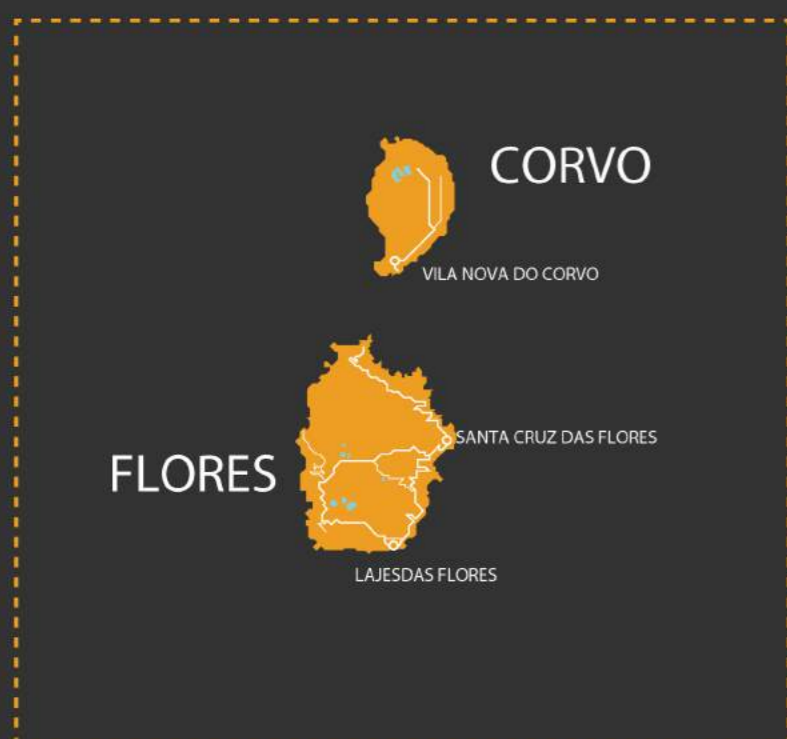 CORVO
VILA NOVA DO CORVO
SANTA CRUZ DAS FLORES
FLORES
LAJESDAS FLORES